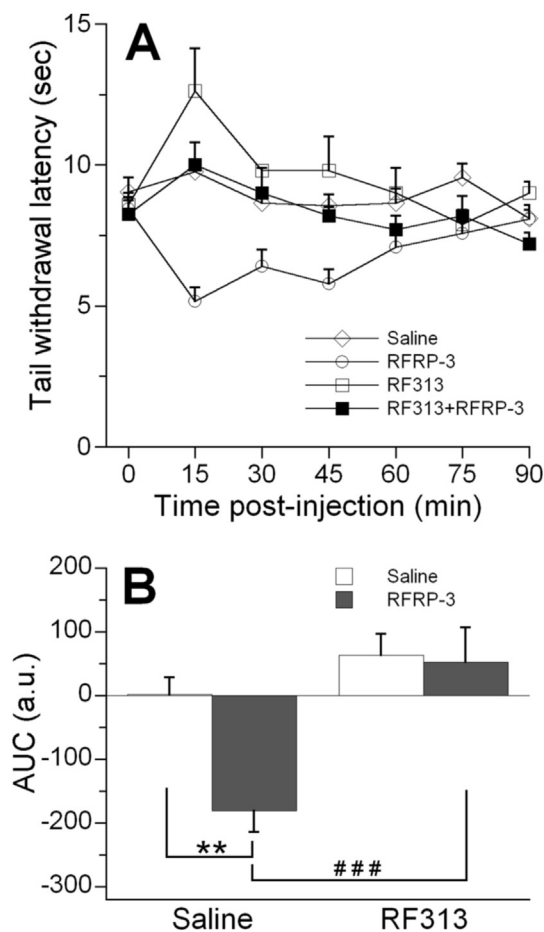 A
Tail withdrawal latency (sec)
15
10
5
0
Saline
RFRP-3
RF313
RF313+RFRP-3
0 15 30 45 60 75 90
Time post-injection (min)
B
AUC (a.u.)
200
100
0
-100
-200
-300
Saline
RFRP-3
**
###
Saline RF313